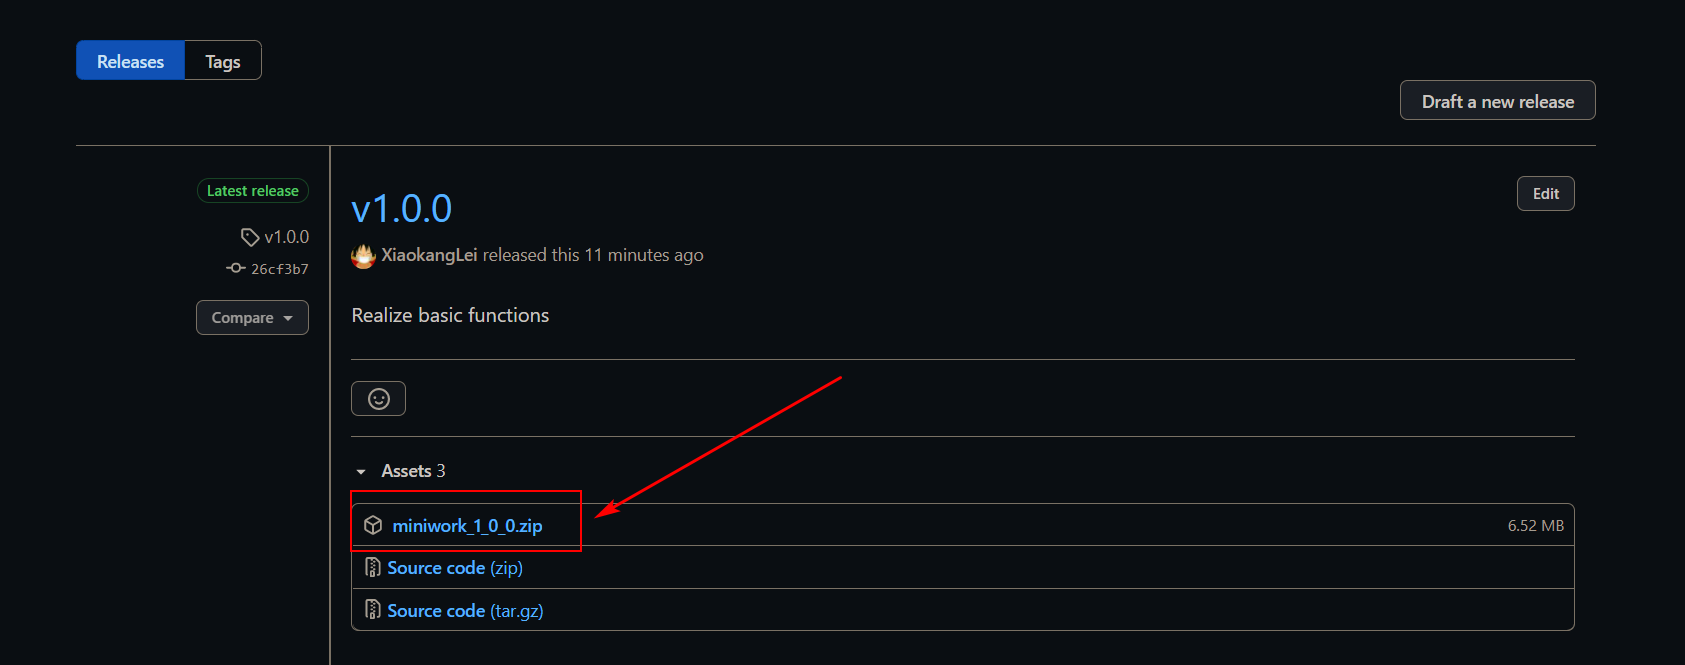 Releases Tags
Draft a new release
Latest release
v1.0.0
26cf3b7
Compare
v1.0.0
Edit
XiaokangLei released this 11 minutes ago
Realize basic functions
Assets 3
miniwork_1_0_0.zip 6.52 MB
Source code (zip)
Source code (tar.gz)